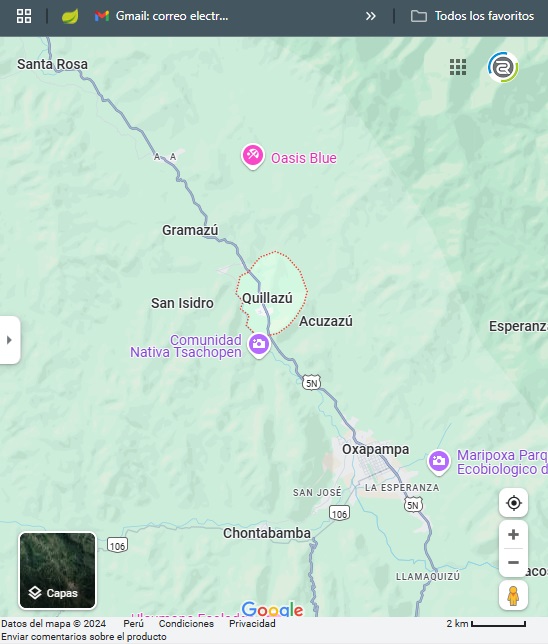 Gmail: correo electr...
Todos los favoritos
Santa Rosa
A A
Oasis Blue
Gramazú
Quillazú
San Isidro
Acuzazú
Esperanza
Comunidad
Nativa Tsachopen
5N
Oxapampa
Maripoxa Parq
Ecobiologico d
LA ESPERANZA
SAN JOSÉ
5N
106
Chontabamba
106
LLAMAQUIZÚ
Capas
Google
Datos del mapa © 2024 Perú Condiciones Privacidad 2 km
Enviar comentarios sobre el producto